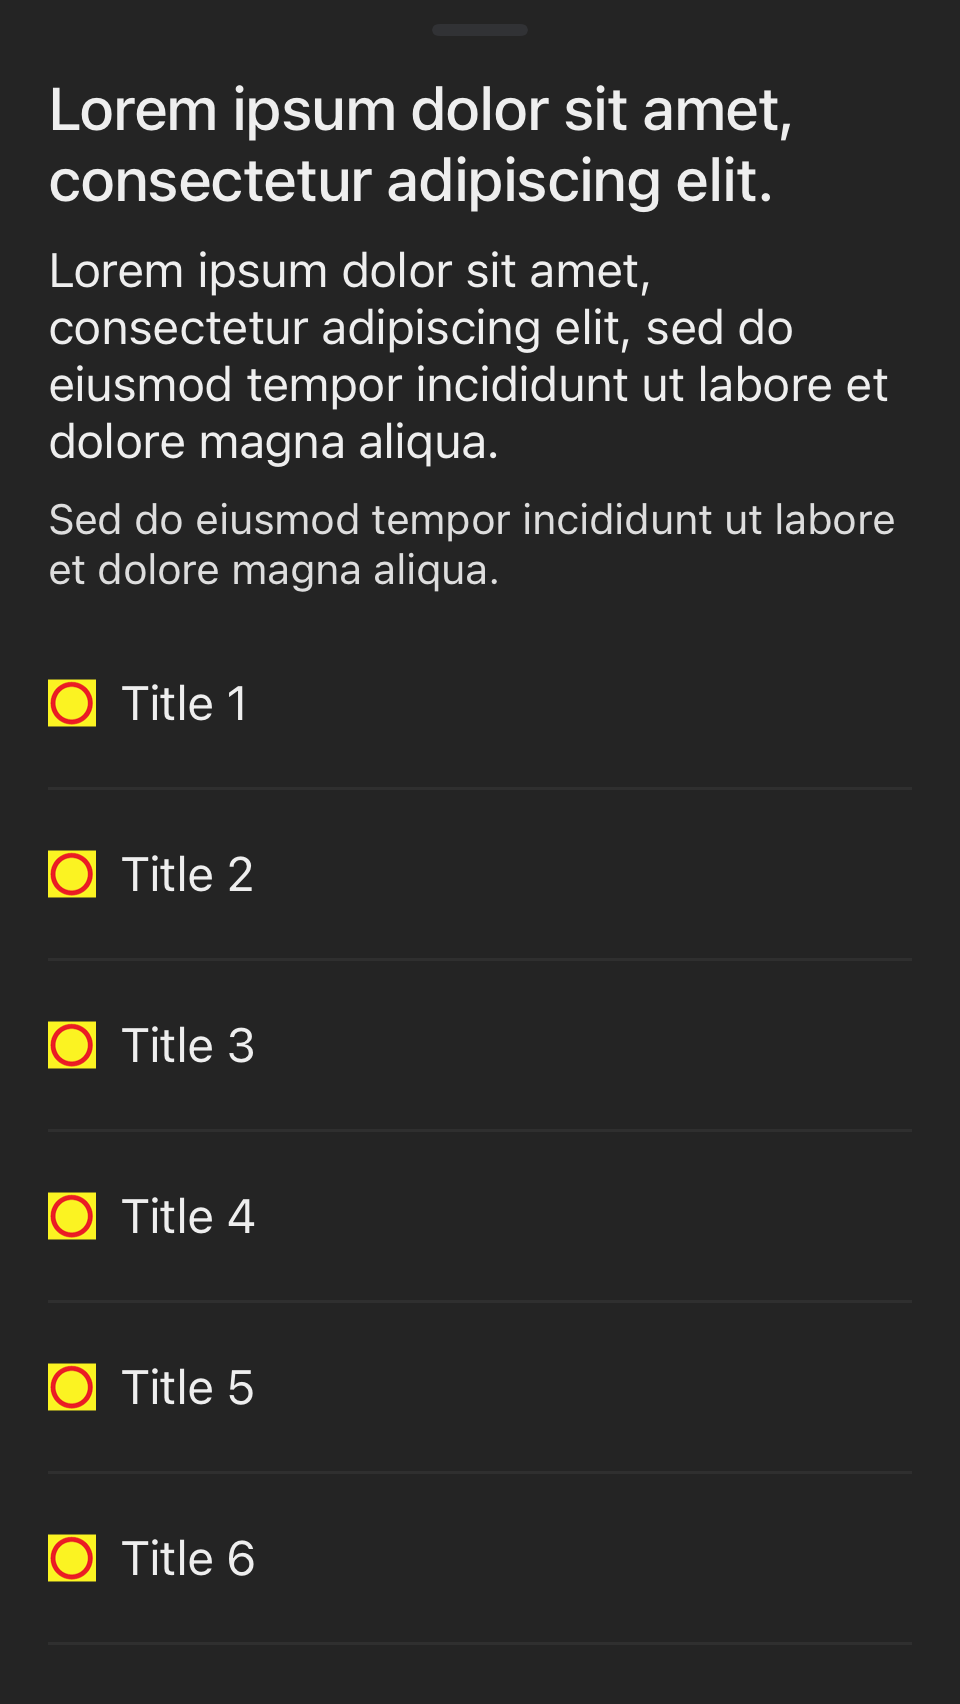 Lorem ipsum dolor sit amet,
consectetur adipiscing elit.
Lorem ipsum dolor sit amet,
consectetur adipiscing elit, sed do
eiusmod tempor incididunt ut labore et
dolore magna aliqua.
Sed do eiusmod tempor incididunt ut labore
et dolore magna aliqua.
Title 1
Title 2
Title 3
Title 4
Title 5
Title 6